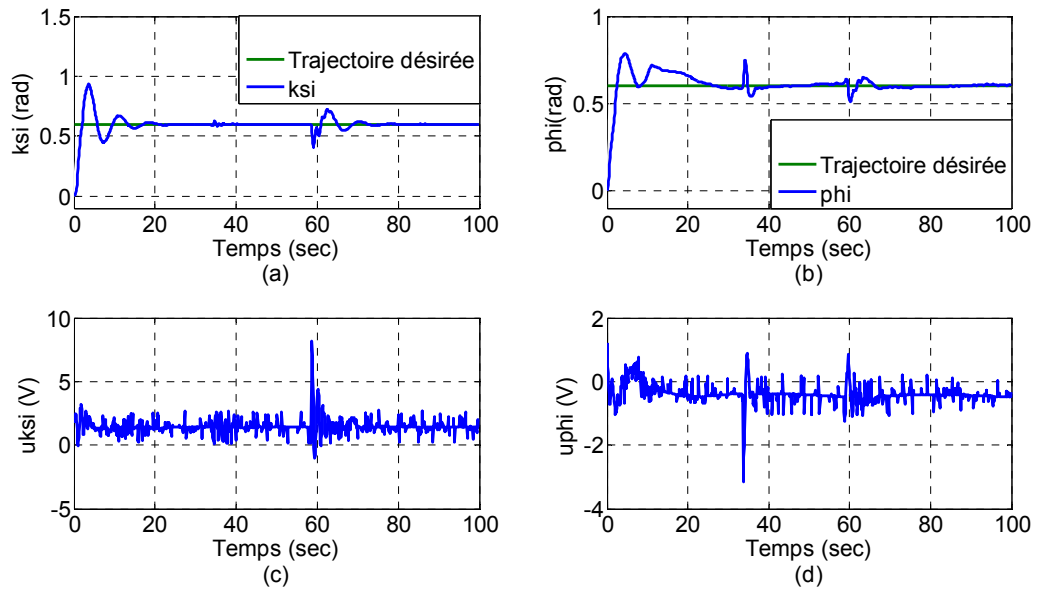 1.5
1
0.5
0
ksi (rad)
Trajectoire désirée
ksi
0 20 40 60 80 100
Temps (sec)
(a)
1
0.5
0
phi(rad)
Trajectoire désirée
phi
0 20 40 60 80 100
Temps (sec)
(b)
10
5
0
-5
uksi (V)
0 20 40 60 80 100
Temps (sec)
(c)
2
0
-2
-4
uphi (V)
0 20 40 60 80 100
Temps (sec)
(d)